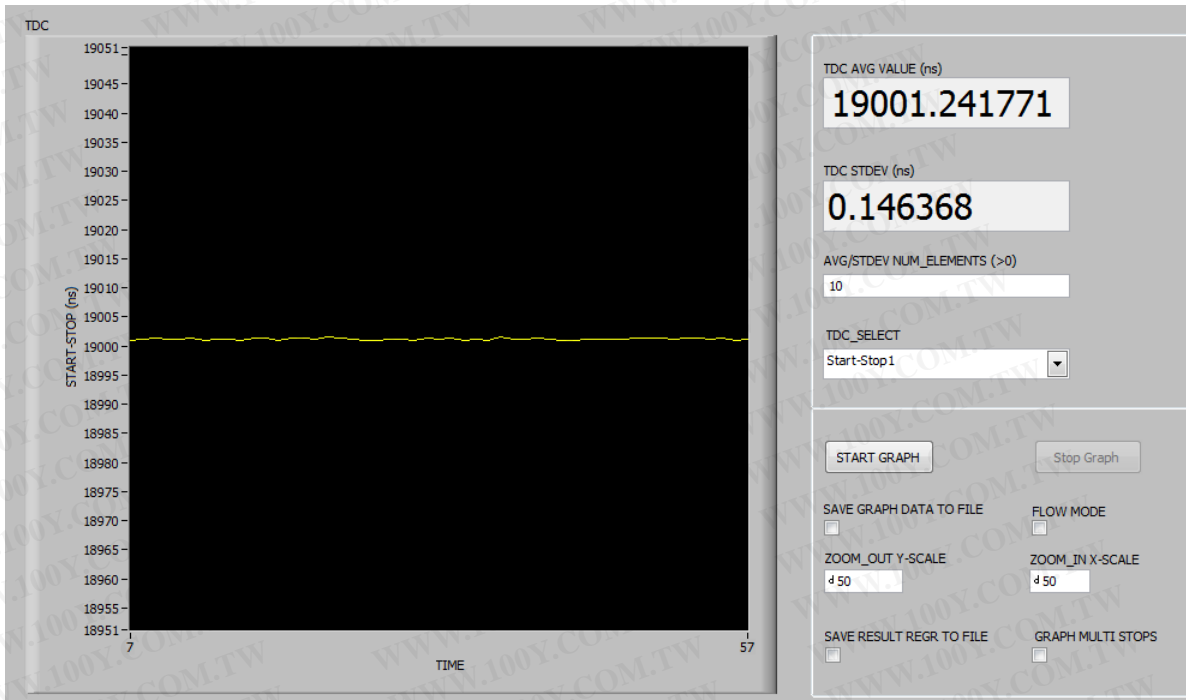 TDC
19051
19045
19040
19035
19030
19025
19020
19015
19010
19005
19000
18995
18990
18985
18980
18975
18970
18965
18960
18955
18951
START-STOP (ns)
7
57
TIME
TDC AVG VALUE (ns)
19001.241771
TDC STDEV (ns)
0.146368
AVG/STDEV NUM_ELEMENTS (>0)
10
TDC_SELECT
Start-Stop1
START GRAPH
Stop Graph
SAVE GRAPH DATA TO FILE
FLOW MODE
ZOOM_OUT Y-SCALE
ZOOM_IN X-SCALE
d 50
d 50
SAVE RESULT REGR TO FILE
GRAPH MULTI STOPS
WWW.100Y.COM.TW